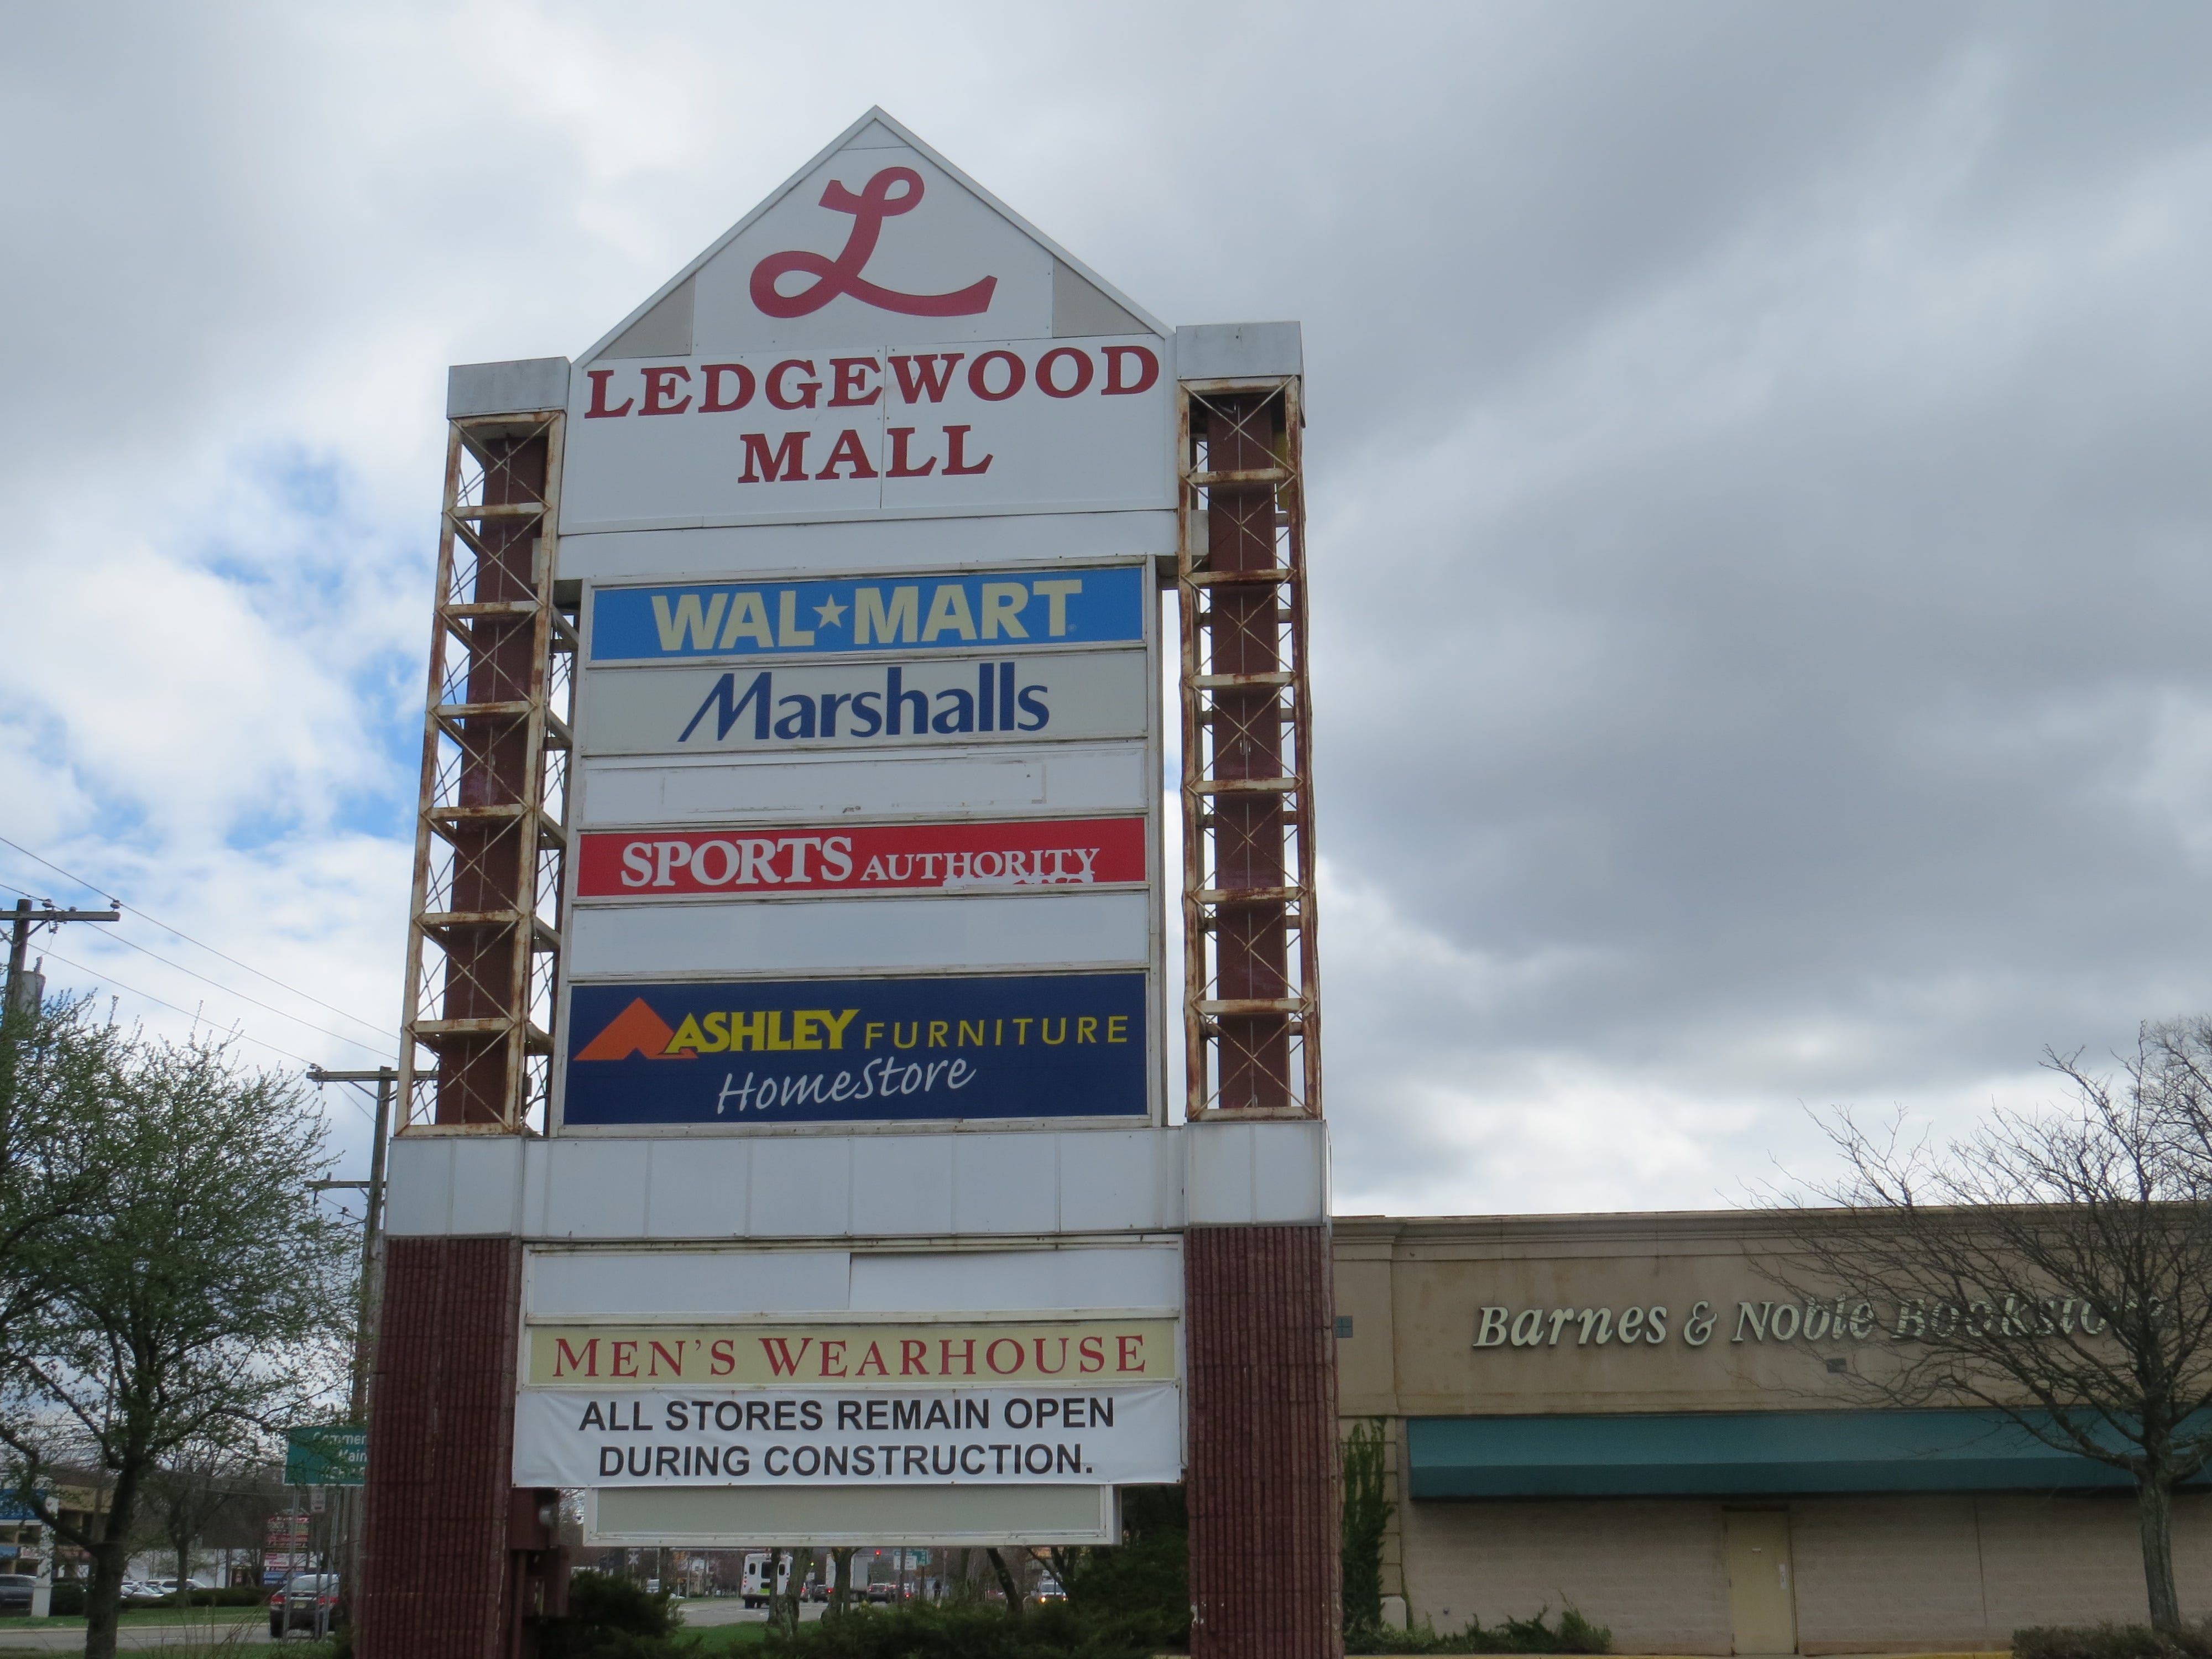 L
LEDGEWOOD
MALL
WAL★MART
Marshalls
SPORTS AUTHORITY
ASHLEY FURNITURE
HomeStore
MEN'S WEARHOUSE
ALL STORES REMAIN OPEN
DURING CONSTRUCTION.
Barnes & Noble Bookstore